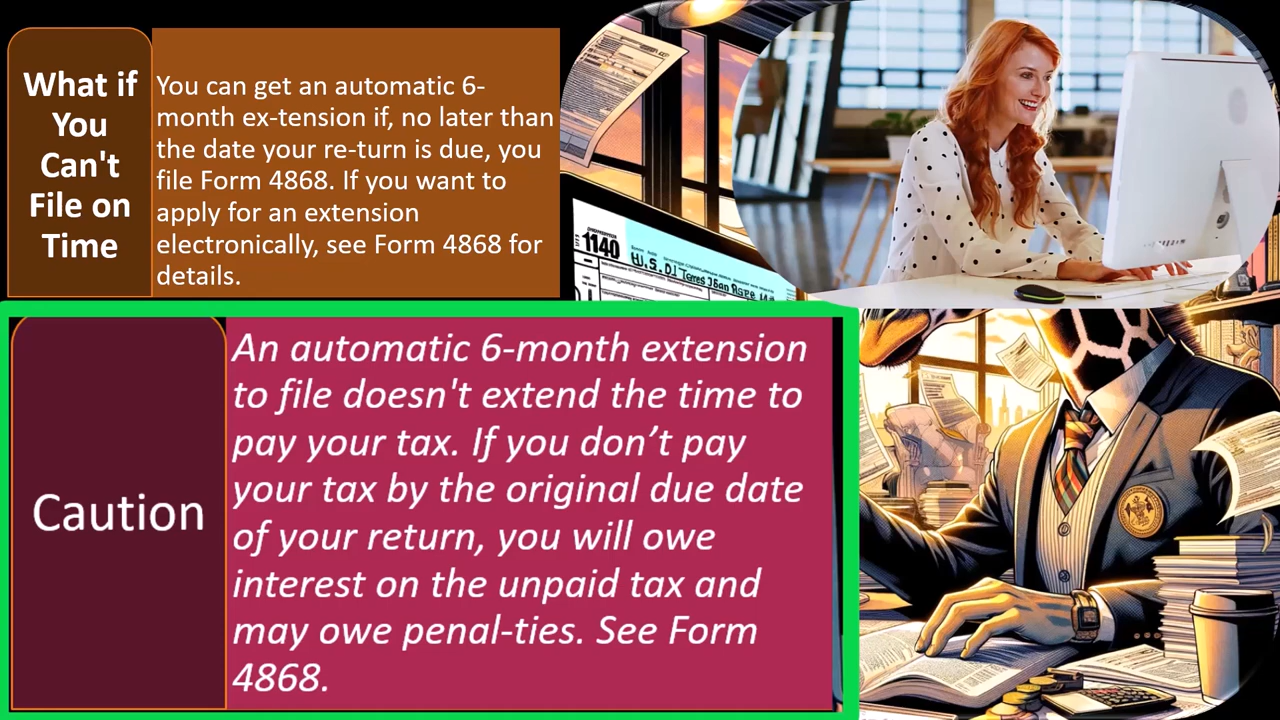 What if
You
Can't
File on
Time
You can get an automatic 6-
month ex-tension if, no later than
the date your re-turn is due, you
file Form 4868. If you want to
apply for an extension
electronically, see Form 4868 for
details.
1140
Caution
An automatic 6-month extension
to file doesn't extend the time to
pay your tax. If you don’t pay
your tax by the original due date
of your return, you will owe
interest on the unpaid tax and
may owe penal-ties. See Form
4868.